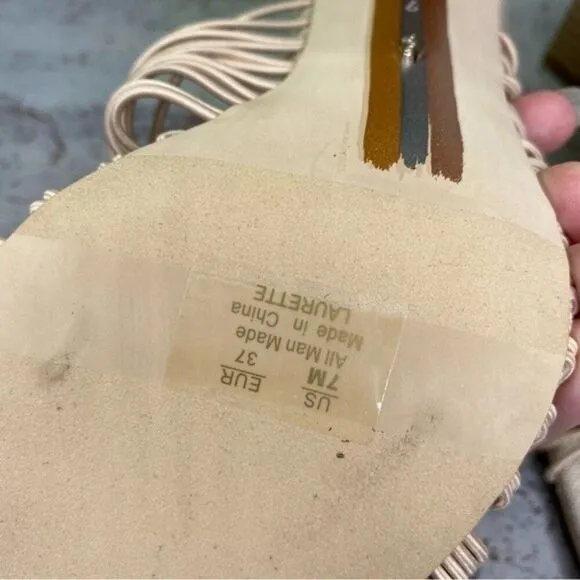 US EUR
7M 37
All Man Made
Made in China
LAURETTE